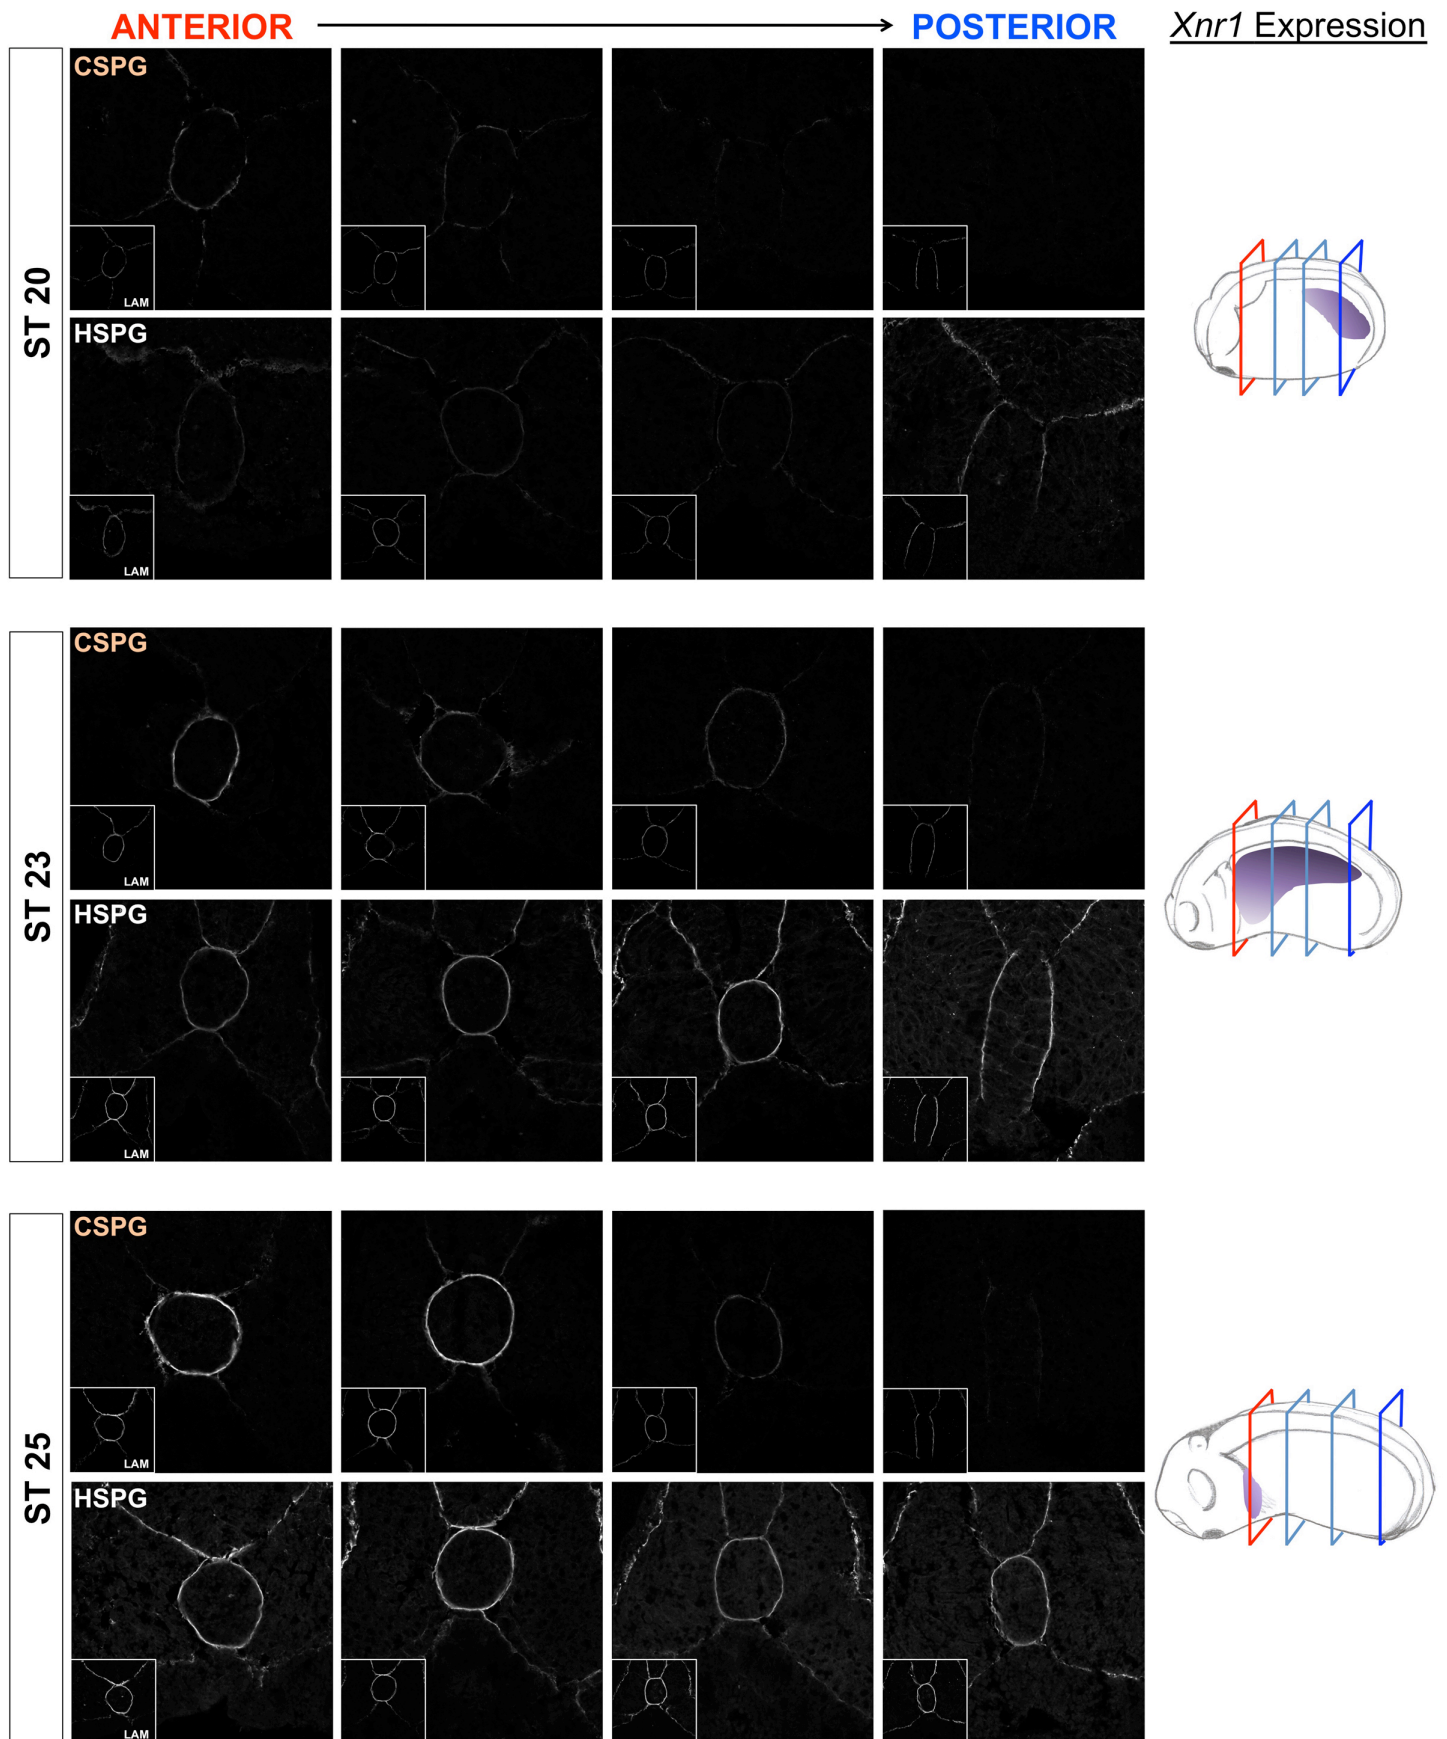 ANTERIOR POSTERIOR Xnr1 Expression
ST 20
CSPG
LAM
HSPG
LAM
ST 23
CSPG
LAM
HSPG
LAM
ST 25
CSPG
LAM
HSPG
LAM